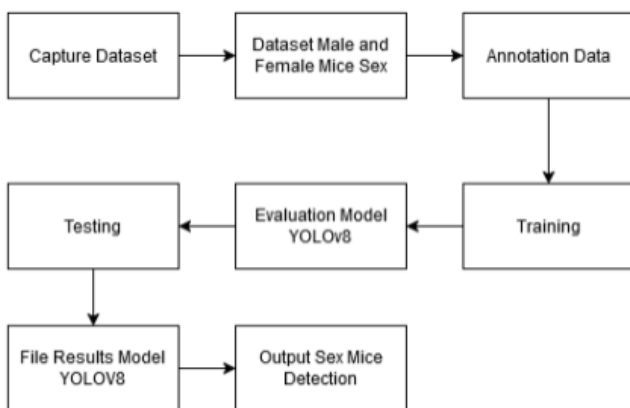 Capture Dataset
Dataset Male and
Female Mice Sex
Annotation Data
Training
Evaluation Model
YOLOv8
Testing
File Results Model
YOLOV8
Output Sex Mice
Detection